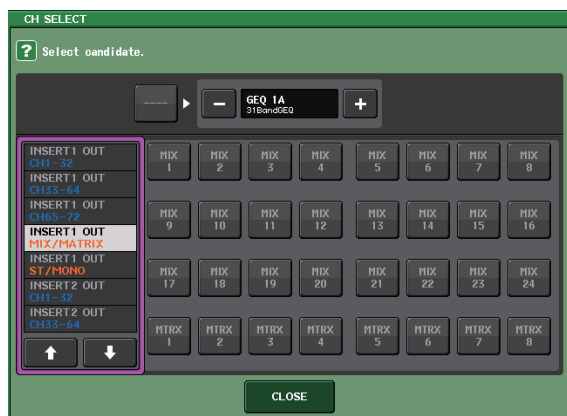 CH SELECT
? Select candidate.
----
−
GEQ 1A
31BandGEQ
+
INSERT1 OUT
CH1-32
INSERT1 OUT
CH33-64
INSERT1 OUT
CH65-72
INSERT1 OUT
MIX/MATRIX
INSERT1 OUT
ST/MONO
INSERT2 OUT
CH1-32
INSERT2 OUT
CH33-64
MIX 1 MIX 2 MIX 3 MIX 4 MIX 5 MIX 6 MIX 7 MIX 8
MIX 9 MIX 10 MIX 11 MIX 12 MIX 13 MIX 14 MIX 15 MIX 16
MIX 17 MIX 18 MIX 19 MIX 20 MIX 21 MIX 22 MIX 23 MIX 24
MTRX 1 MTRX 2 MTRX 3 MTRX 4 MTRX 5 MTRX 6 MTRX 7 MTRX 8
CLOSE